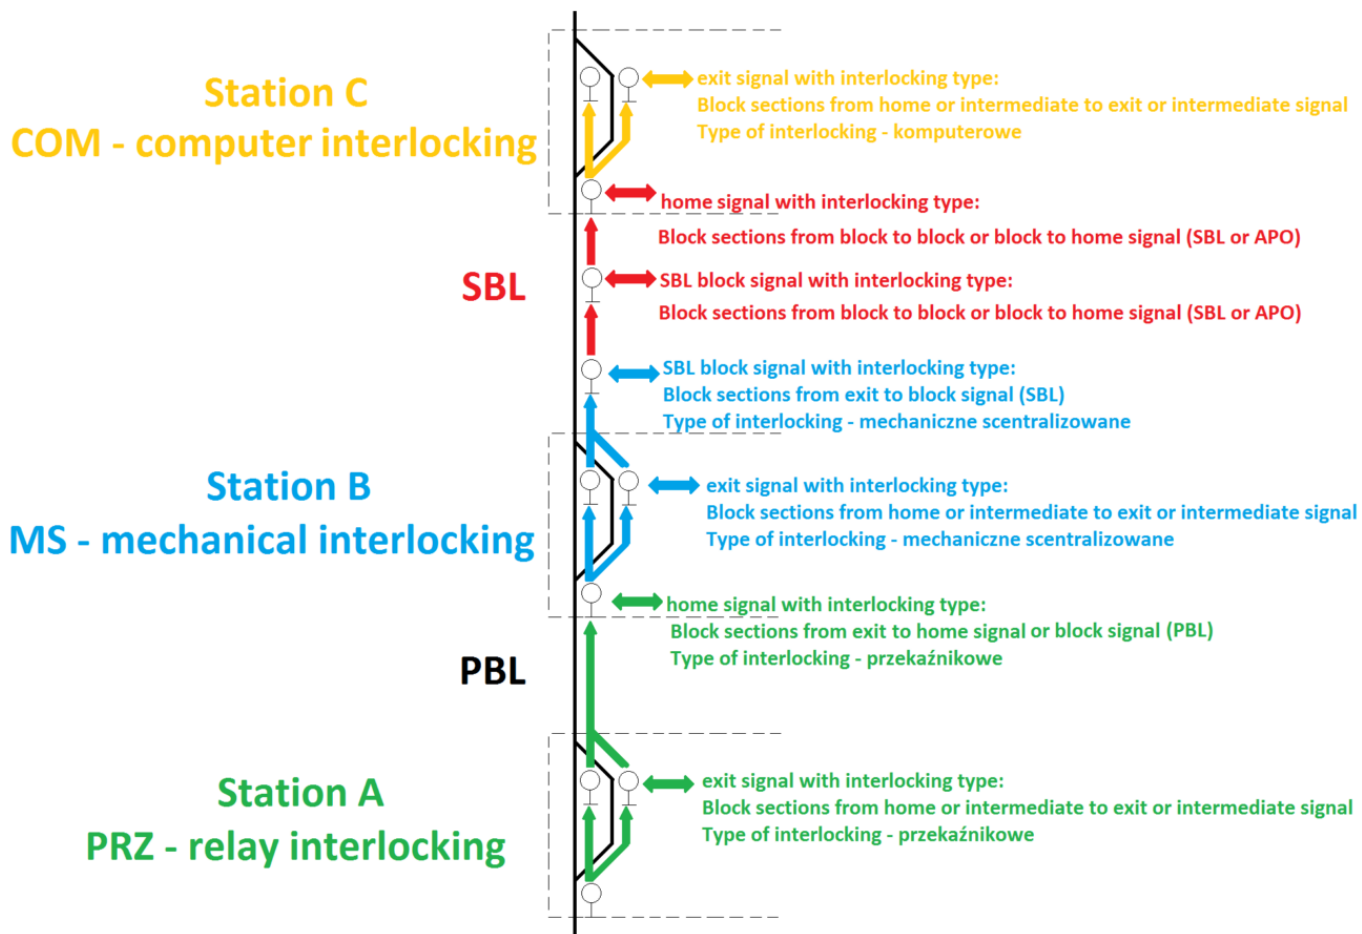 Station C
COM - computer interlocking
exit signal with interlocking type:
Block sections from home or intermediate to exit or intermediate signal
Type of interlocking - komputerowe
home signal with interlocking type:
Block sections from block to block or block to home signal (SBL or APO)
SBL
SBL block signal with interlocking type:
Block sections from block to block or block to home signal (SBL or APO)
SBL block signal with interlocking type:
Block sections from exit to block signal (SBL)
Type of interlocking - mechaniczne scentralizowane
Station B
MS - mechanical interlocking
exit signal with interlocking type:
Block sections from home or intermediate to exit or intermediate signal
Type of interlocking - mechaniczne scentralizowane
home signal with interlocking type:
Block sections from exit to home signal or block signal (PBL)
Type of interlocking - przekaźnikowe
PBL
Station A
PRZ - relay interlocking
exit signal with interlocking type:
Block sections from home or intermediate to exit or intermediate signal
Type of interlocking - przekaźnikowe